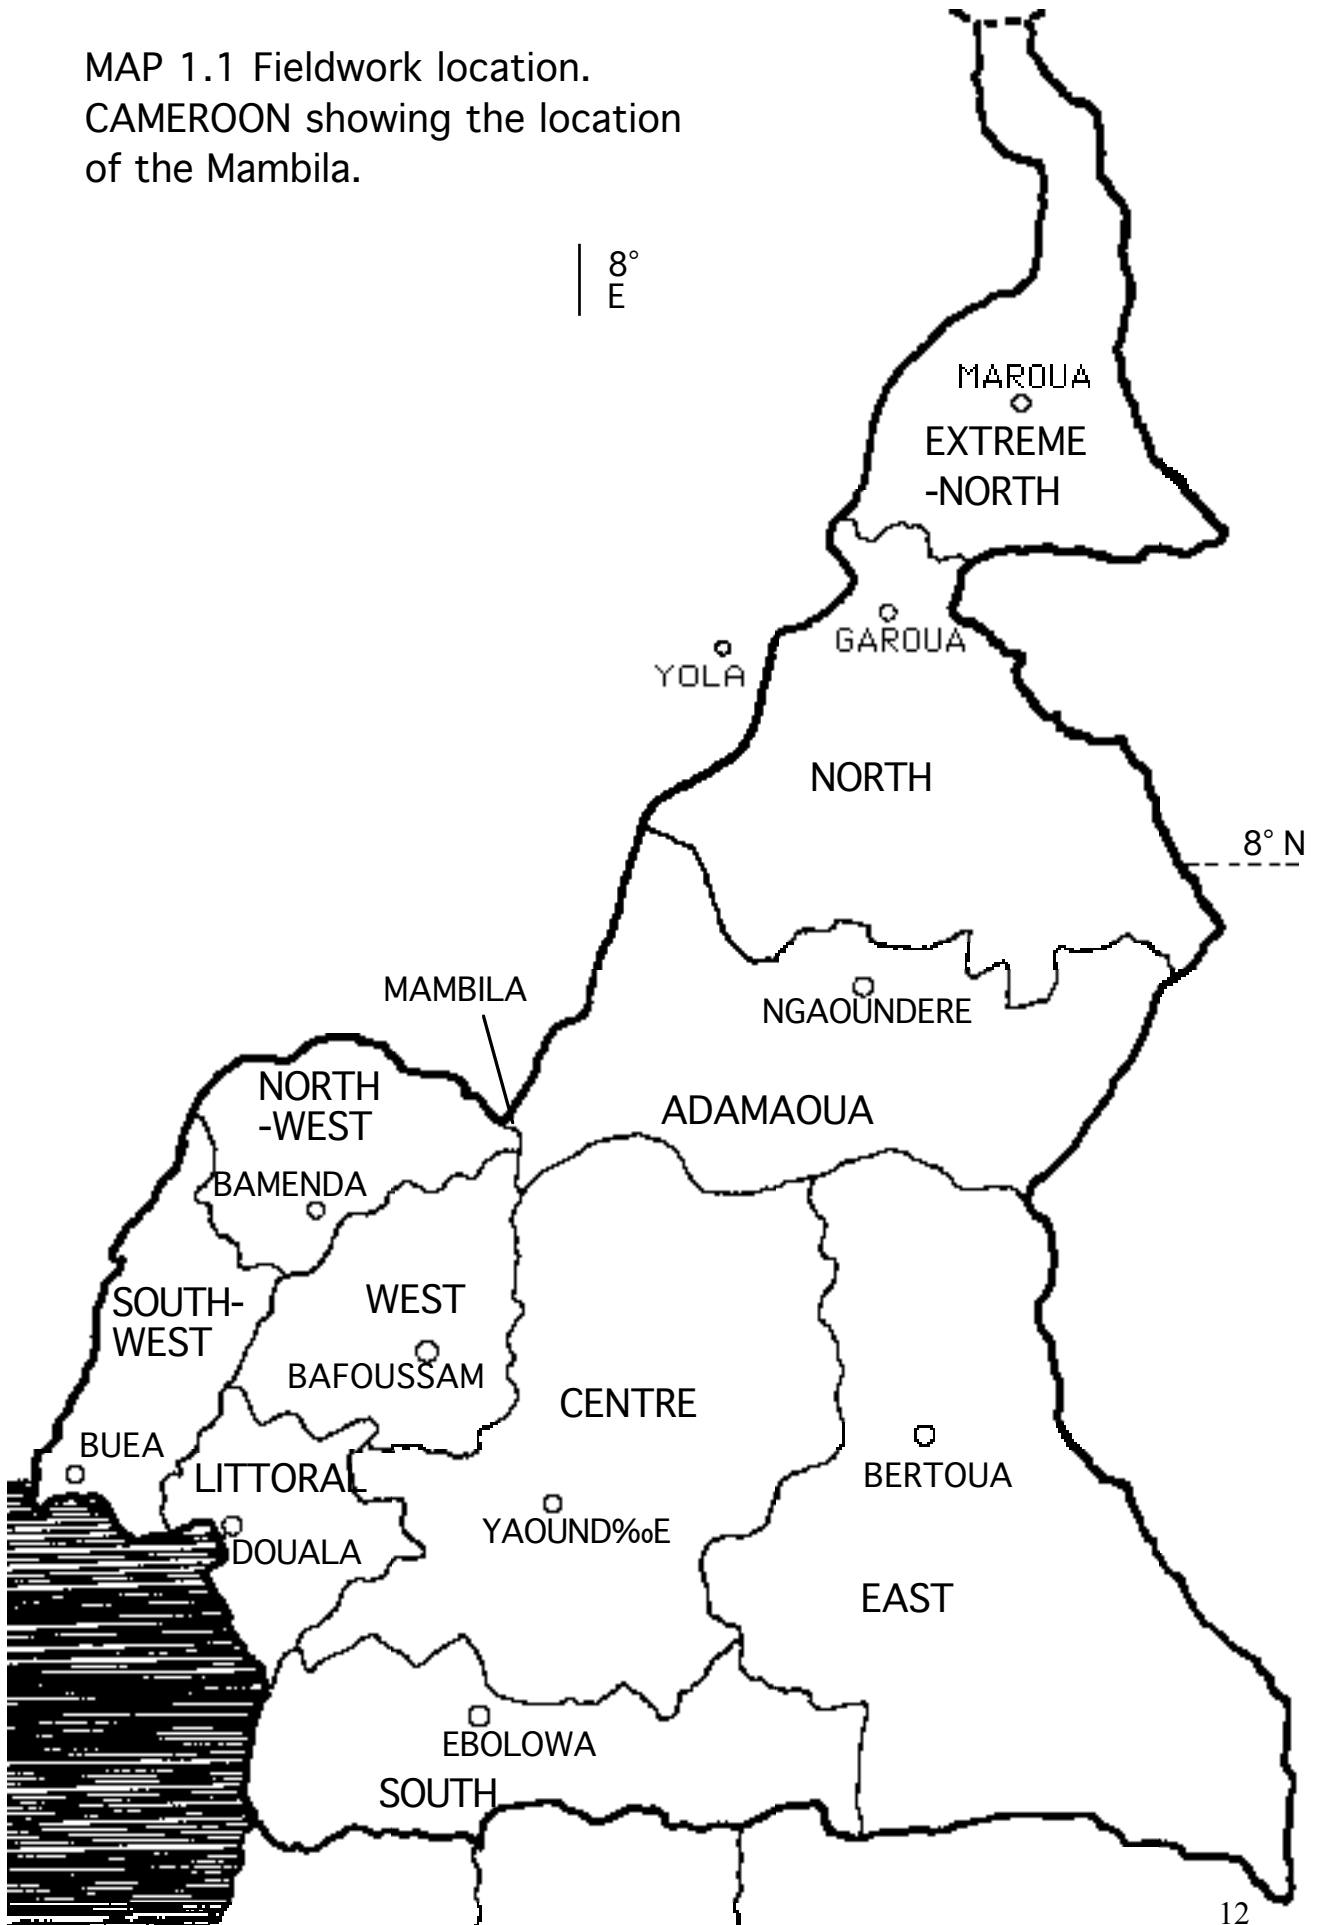 MAP 1.1 Fieldwork location.
CAMEROON showing the location
of the Mambila.
8°
E
MAROUA
EXTREME
-NORTH
GAROUA
YOLA
NORTH
8° N
MAMBILA
NGAOUNDERE
NORTH
-WEST
ADAMAOUA
BAMENDA
SOUTH-
WEST
WEST
BAFOUSSAM
CENTRE
BUEA
LITTORAL
BERTOUA
YAOUND‰E
DOUALA
EAST
EBOLOWA
SOUTH
12